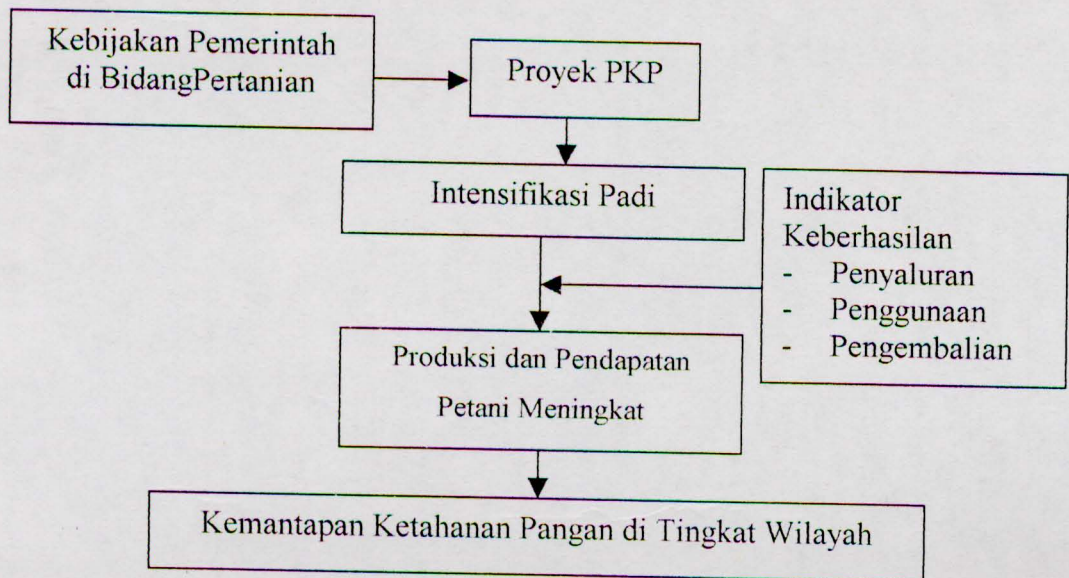 Kebijakan Pemerintah
di BidangPertanian
Proyek PKP
Intensifikasi Padi
Indikator
Keberhasilan
- Penyaluran
- Penggunaan
- Pengembalian
Produksi dan Pendapatan
Petani Meningkat
Kemantapan Ketahanan Pangan di Tingkat Wilayah